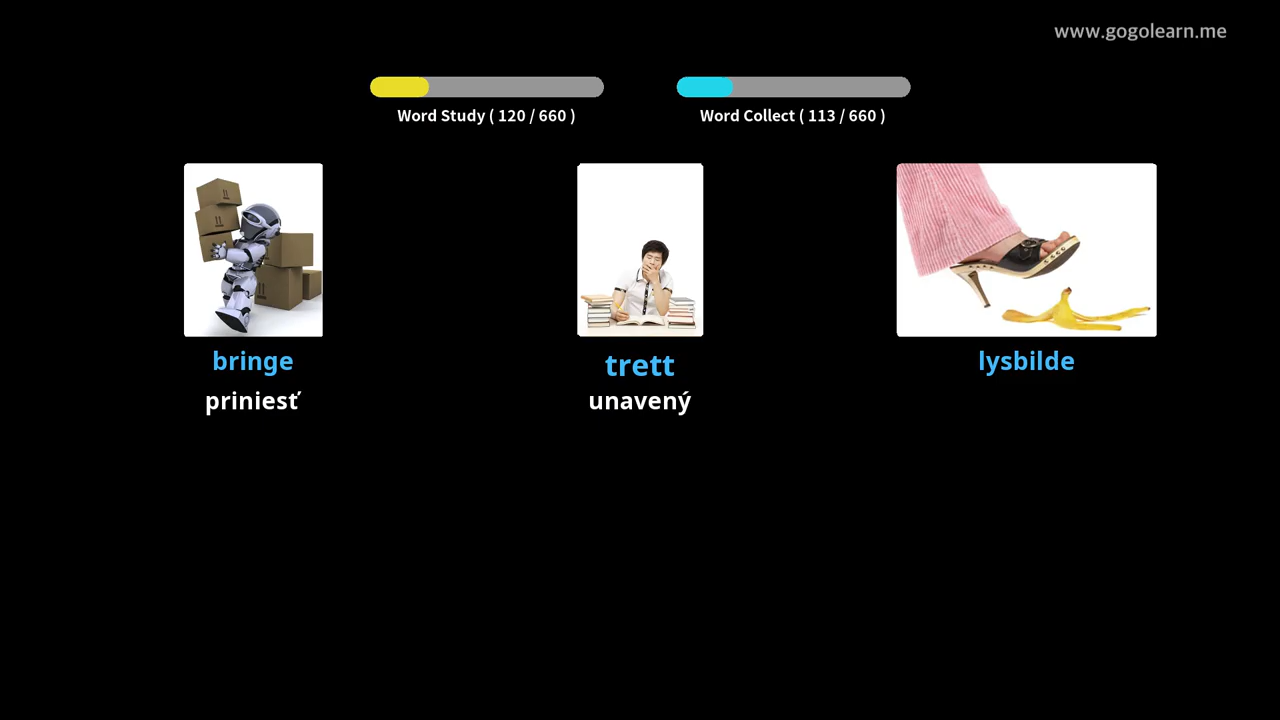 www.gogolearn.me
Word Study ( 120 / 660 )
Word Collect ( 113 / 660 )
bringe
priniesť
trett
unavený
lysbilde